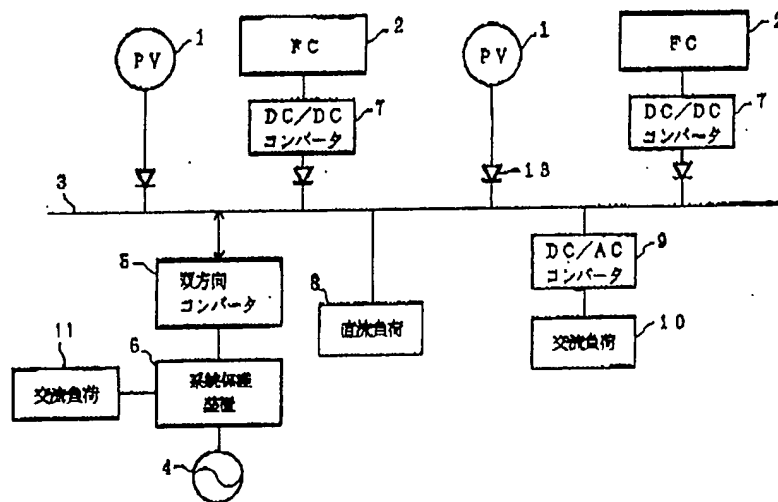 1
2
1
2
PV
FC
PV
FC
7
7
DC/DC
コンバータ
DC/DC
コンバータ
13
3
5
双方向
コンバータ
8
直流負荷
DC/AC
コンバータ
9
11
6
交流負荷
系統保護
装置
交流負荷
10
4